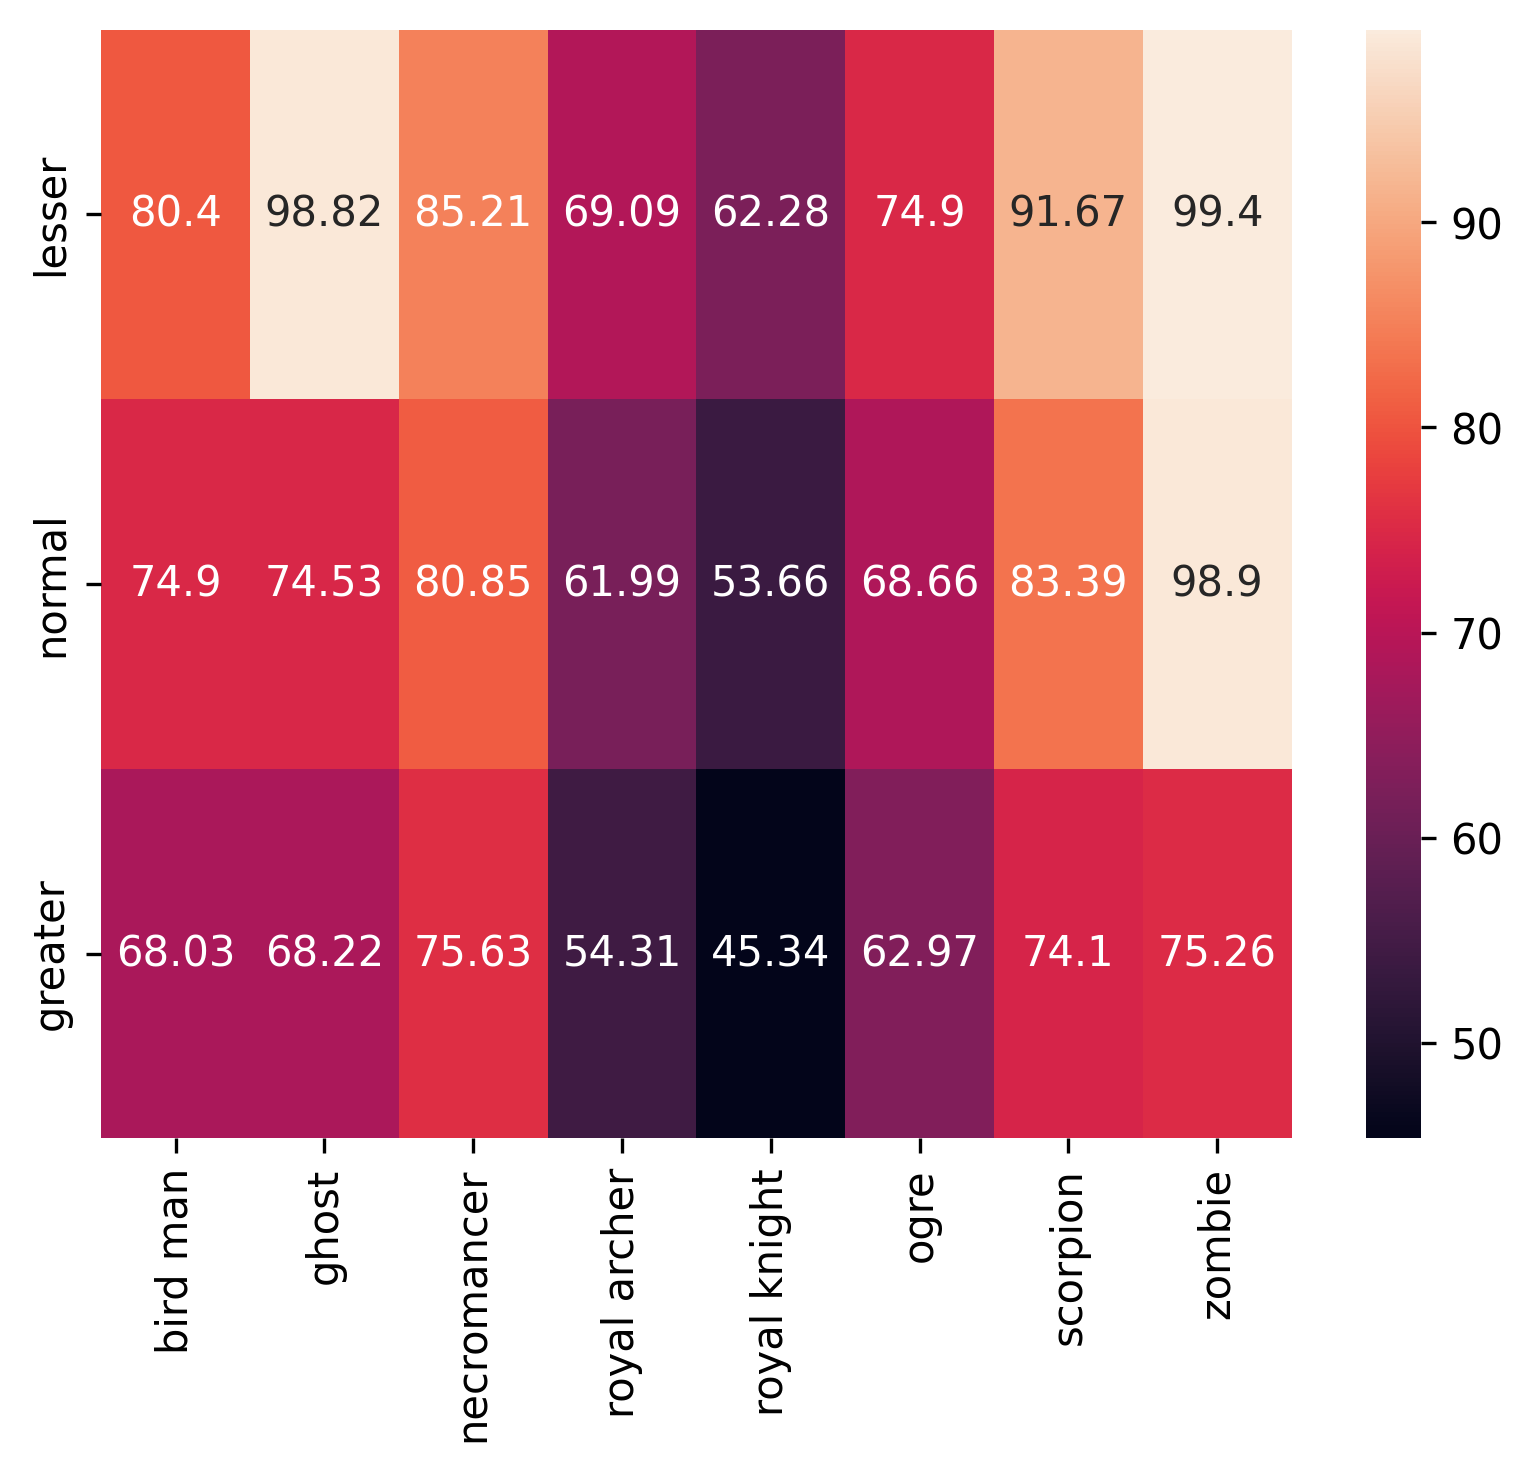 lesser 80.4 98.82 85.21 69.09 62.28 74.9 91.67 99.4
normal 74.9 74.53 80.85 61.99 53.66 68.66 83.39 98.9
greater 68.03 68.22 75.63 54.31 45.34 62.97 74.1 75.26
bird man
ghost
necromancer
royal archer
royal knight
ogre
scorpion
zombie
90
80
70
60
50